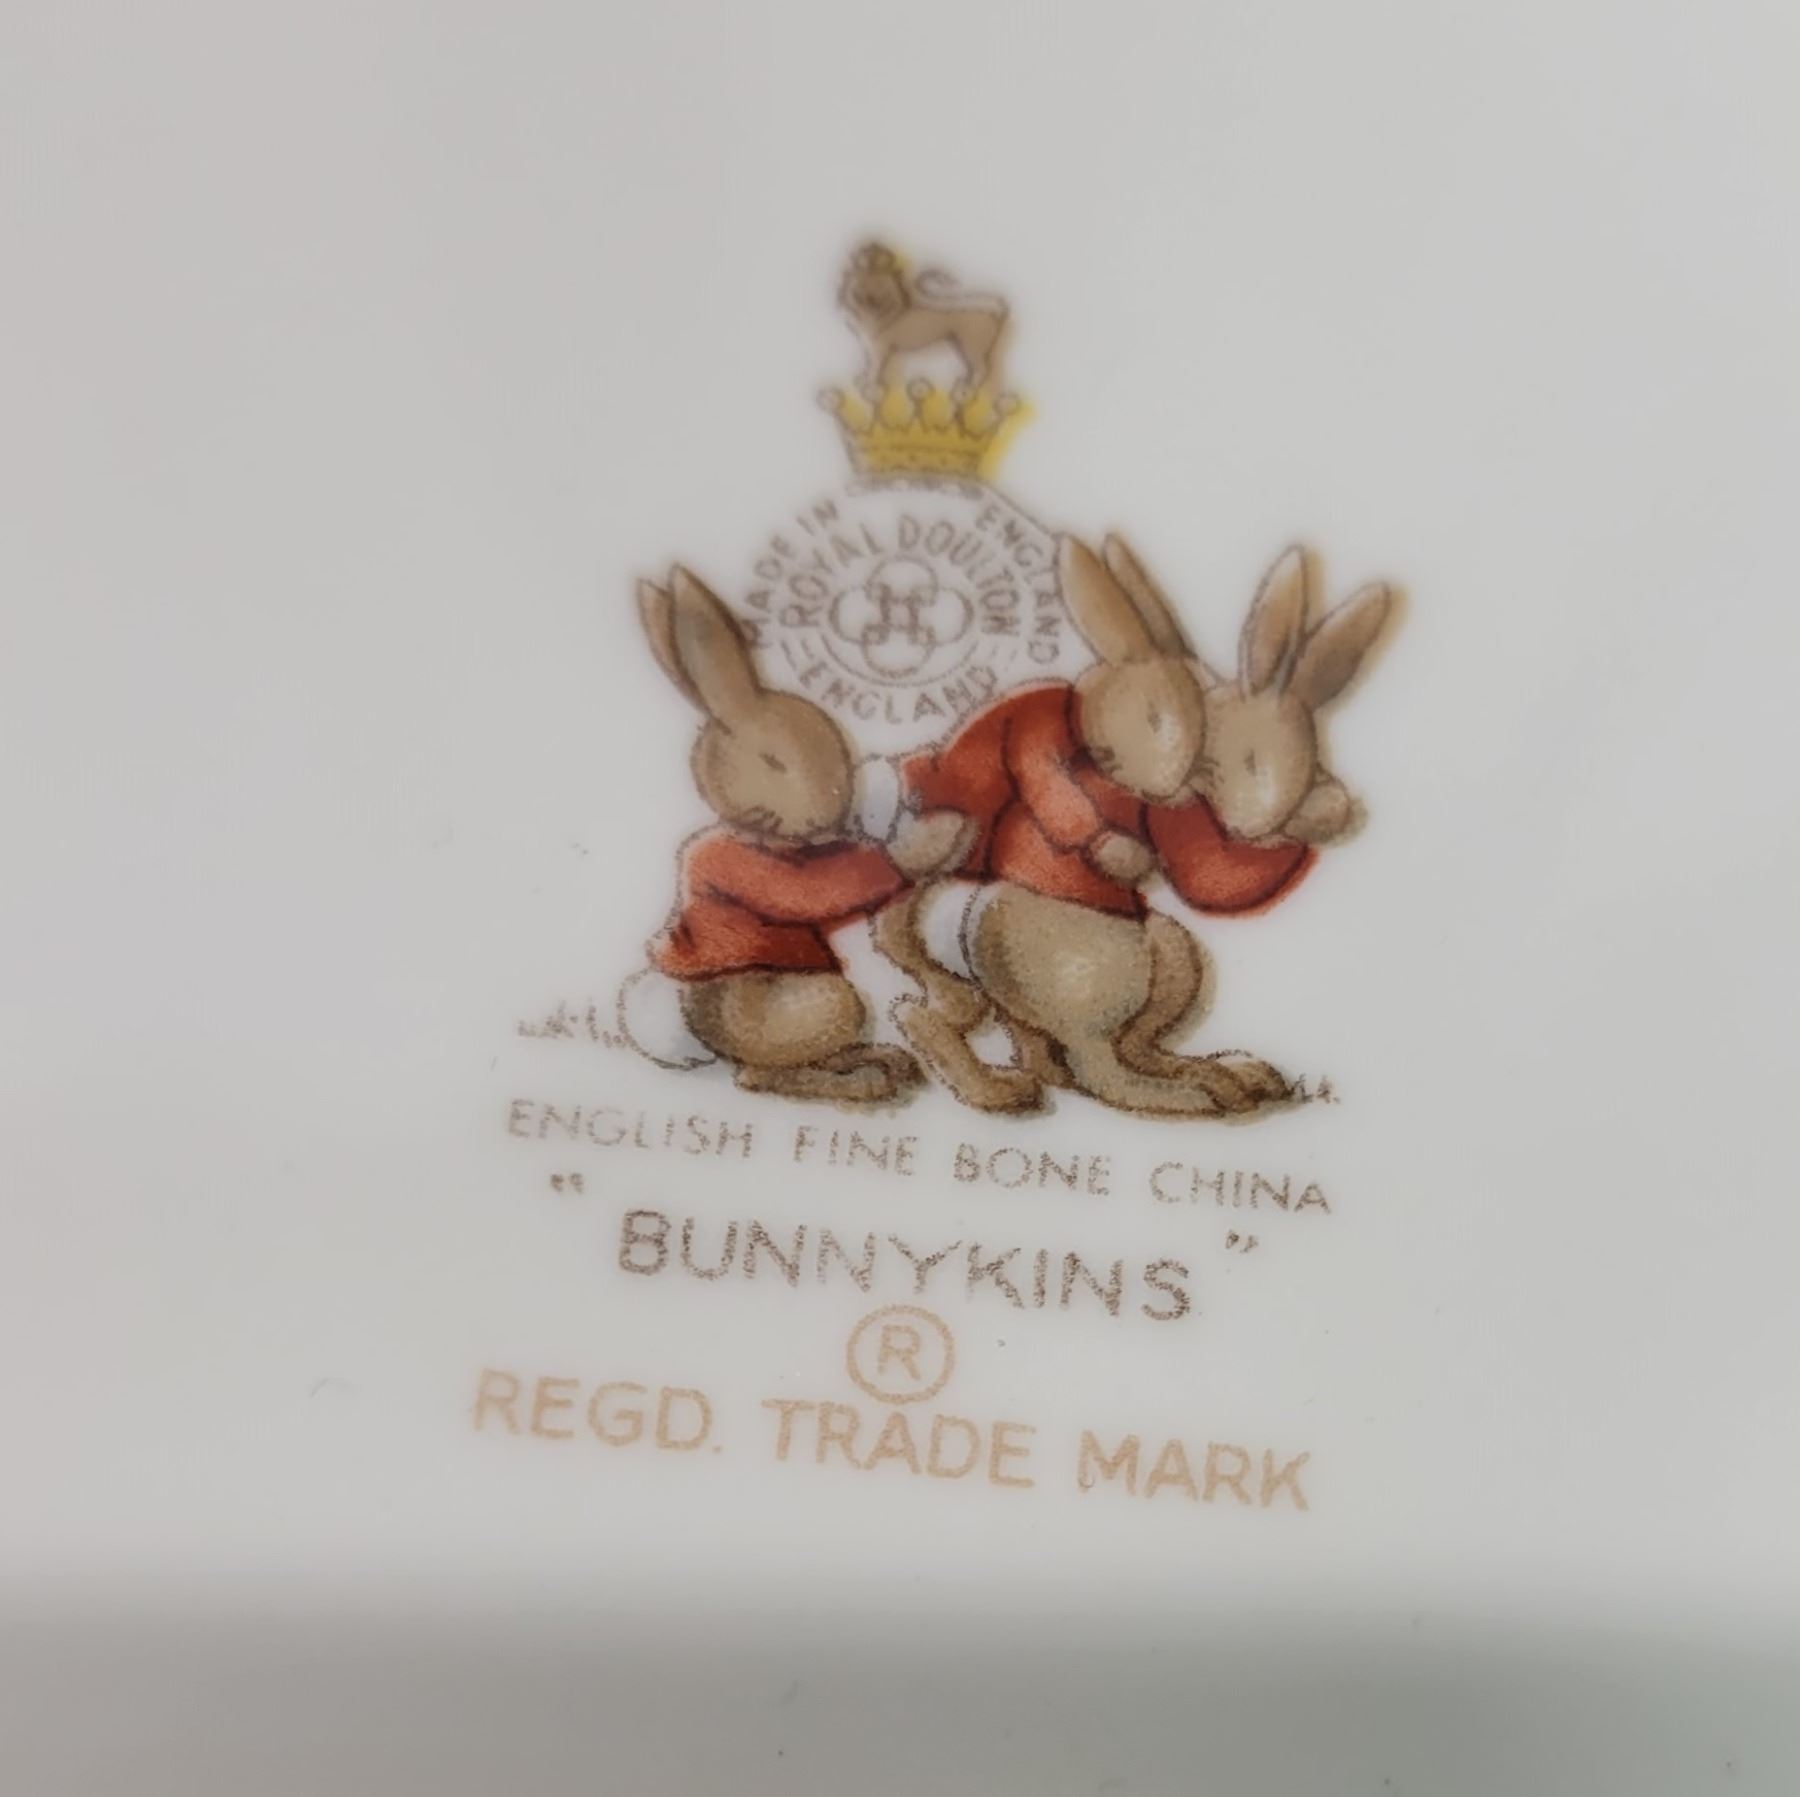 MADE IN ENGLAND
ROYAL DOULTON
ENGLAND
ENGLISH FINE BONE CHINA
"BUNNYKINS"
®
REGD. TRADE MARK